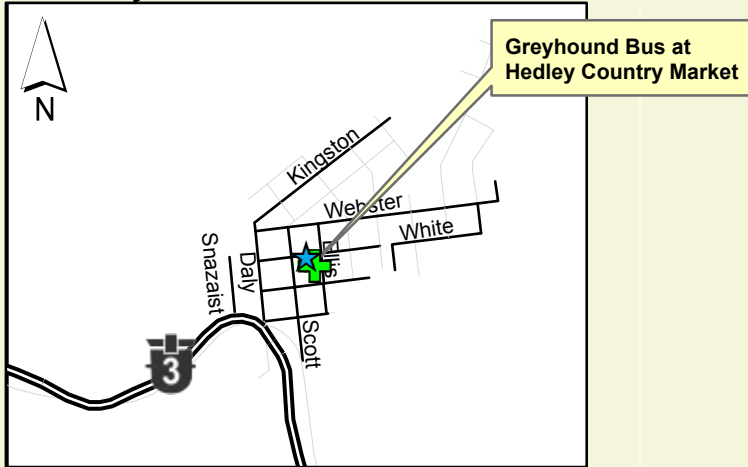 Greyhound Bus at
Hedley Country Market
N
Kingston
Webster
White
Snazaist
Daly
Scott
3